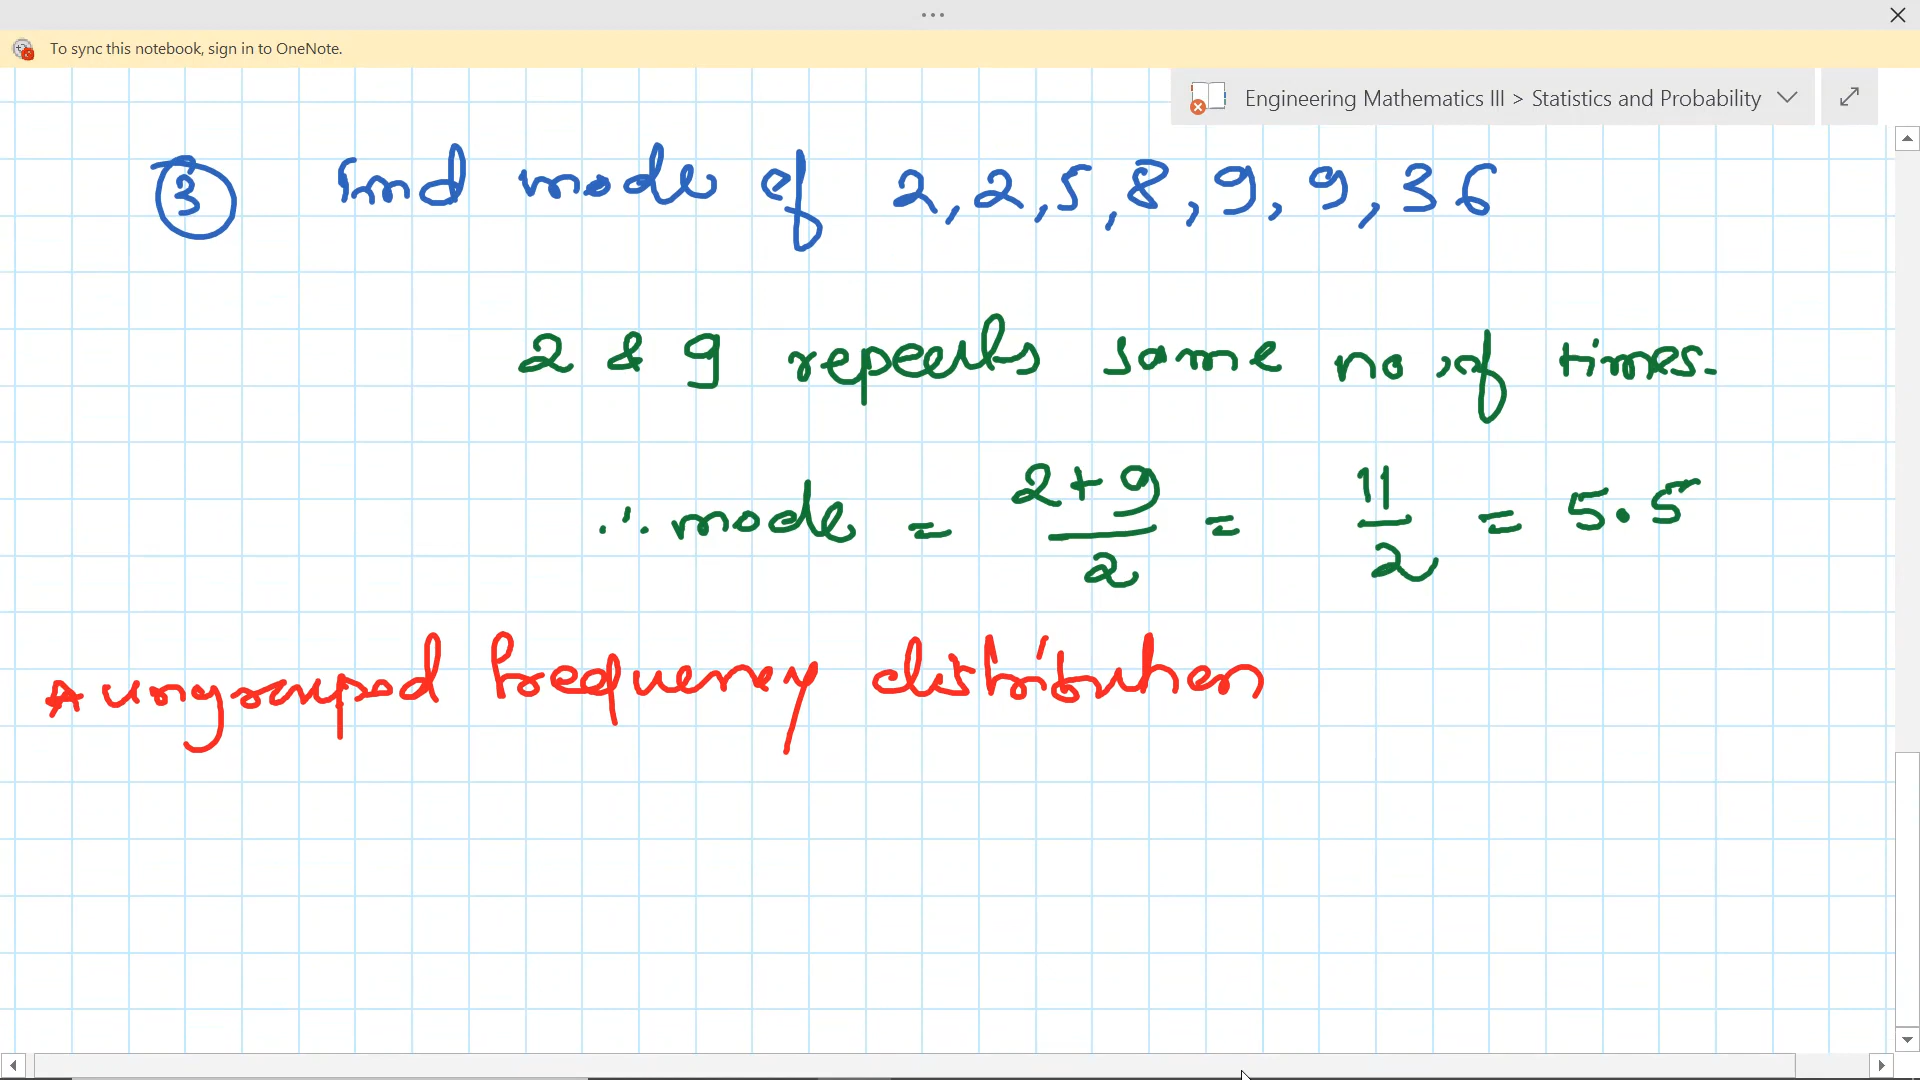 To sync this notebook, sign in to OneNote.
Engineering Mathematics III > Statistics and Probability
③ Find mode of 2, 2, 5, 8, 9, 9, 36
2 & 9 repeats same no. of times.
∴ mode = (2+9)/2 = 11/2 = 5.5
* ungrouped frequency distribution